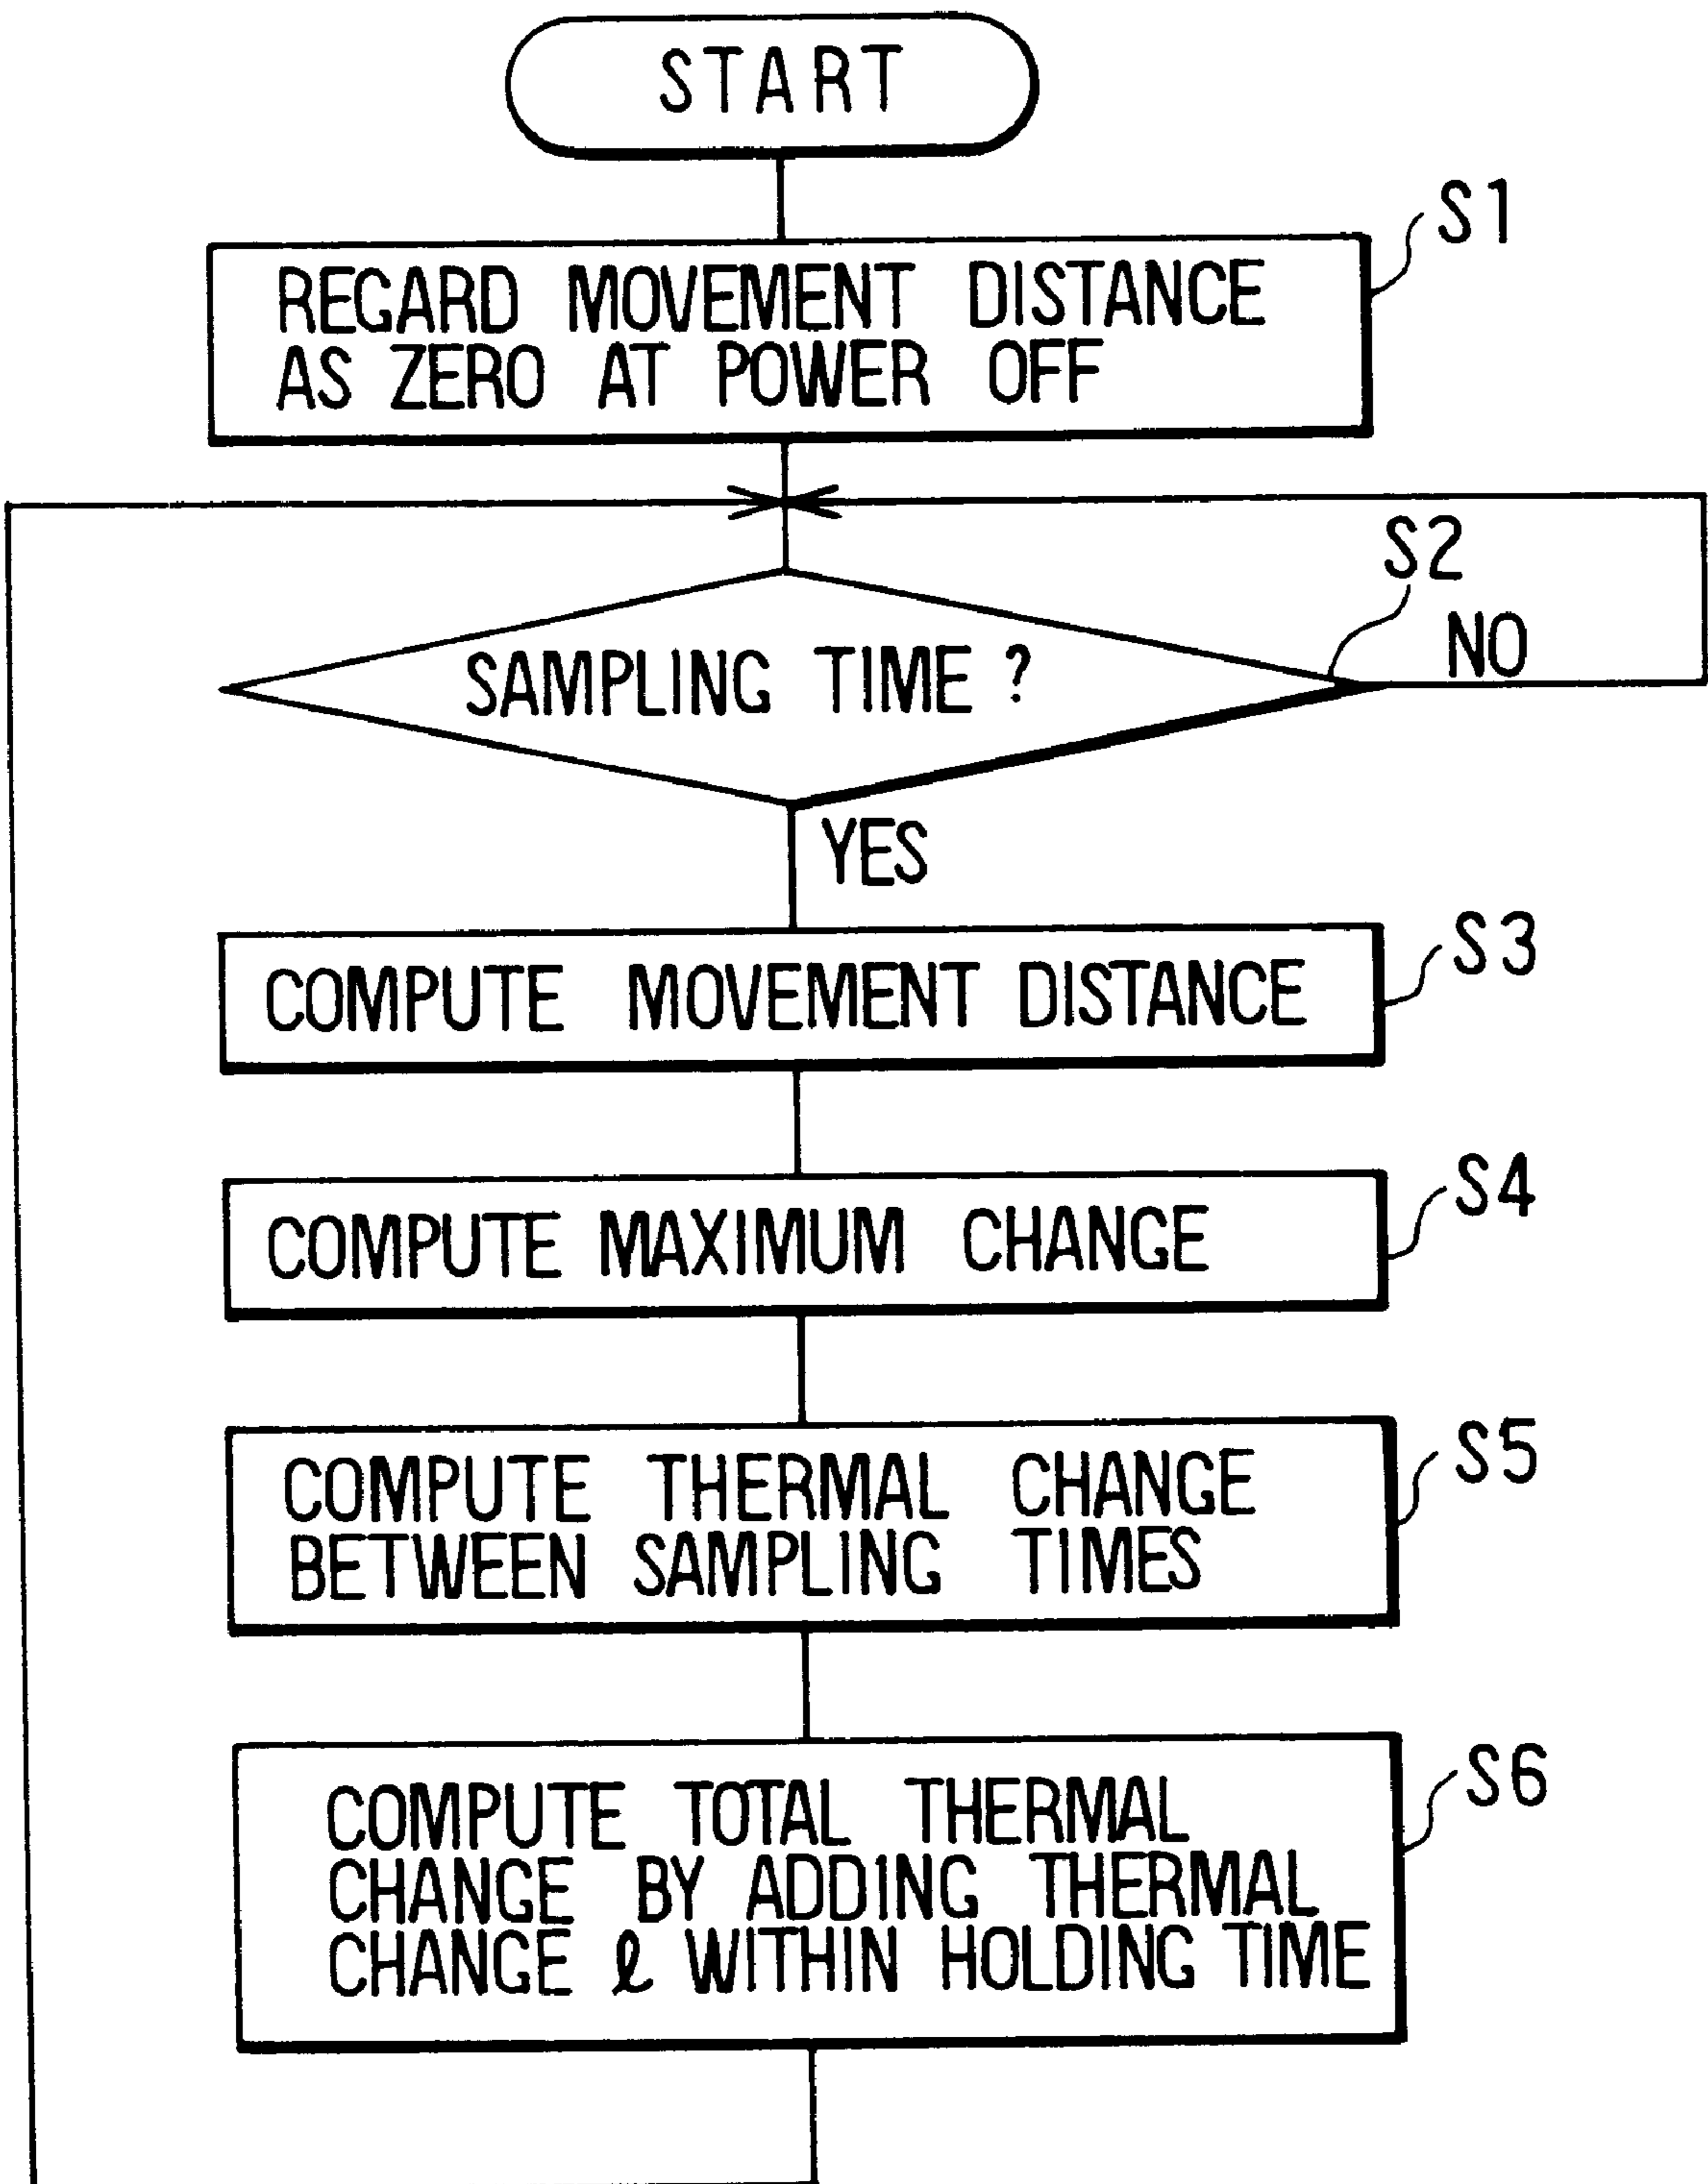 START
S1
REGARD MOVEMENT DISTANCE
AS ZERO AT POWER OFF
S2
NO
SAMPLING TIME ?
YES
S3
COMPUTE MOVEMENT DISTANCE
S4
COMPUTE MAXIMUM CHANGE
S5
COMPUTE THERMAL CHANGE
BETWEEN SAMPLING TIMES
S6
COMPUTE TOTAL THERMAL
CHANGE BY ADDING THERMAL
CHANGE ℓ WITHIN HOLDING TIME